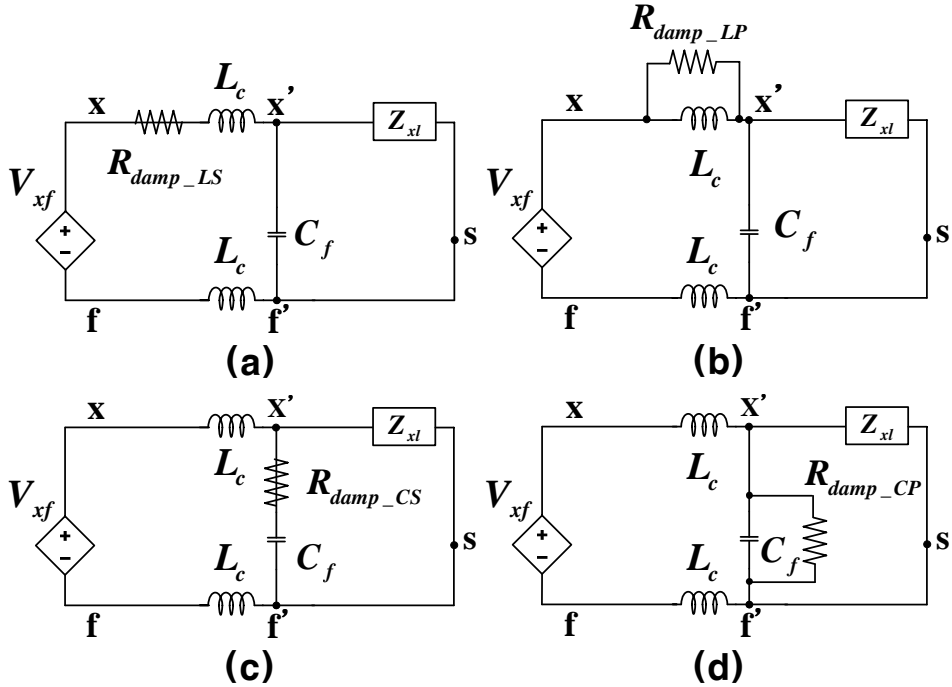 x
L_c
x'
Z_xl
R_damp_LS
V_xf
+
−
C_f
s
L_c
f
f'
(a)
R_damp_LP
x
x'
Z_xl
L_c
V_xf
+
−
C_f
s
L_c
f
f'
(b)
x
x'
Z_xl
L_c
R_damp_CS
V_xf
+
−
s
L_c
C_f
f
f'
(c)
x
x'
Z_xl
L_c
R_damp_CP
V_xf
+
−
s
L_c
C_f
f
f'
(d)